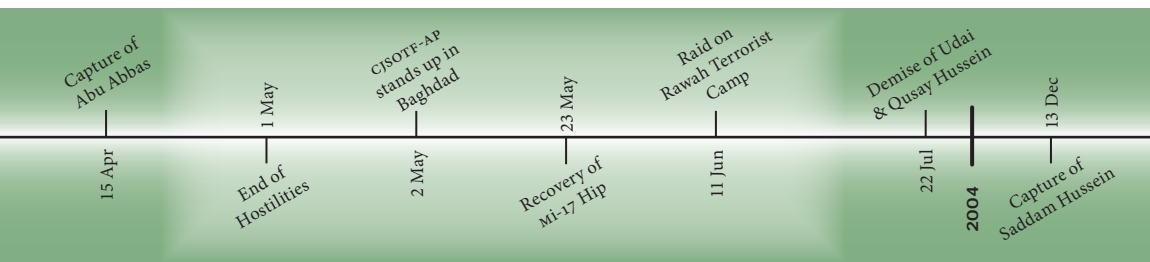 Capture of
Abu Abbas
15 Apr
1 May
End of
Hostilities
CJSOTF-AP
stands up in
Baghdad
2 May
23 May
Recovery of
Mi-17 Hip
Raid on
Rawah Terrorist
Camp
11 Jun
Demise of Udai
& Qusay Hussein
22 Jul
2004
13 Dec
Capture of
Saddam Hussein